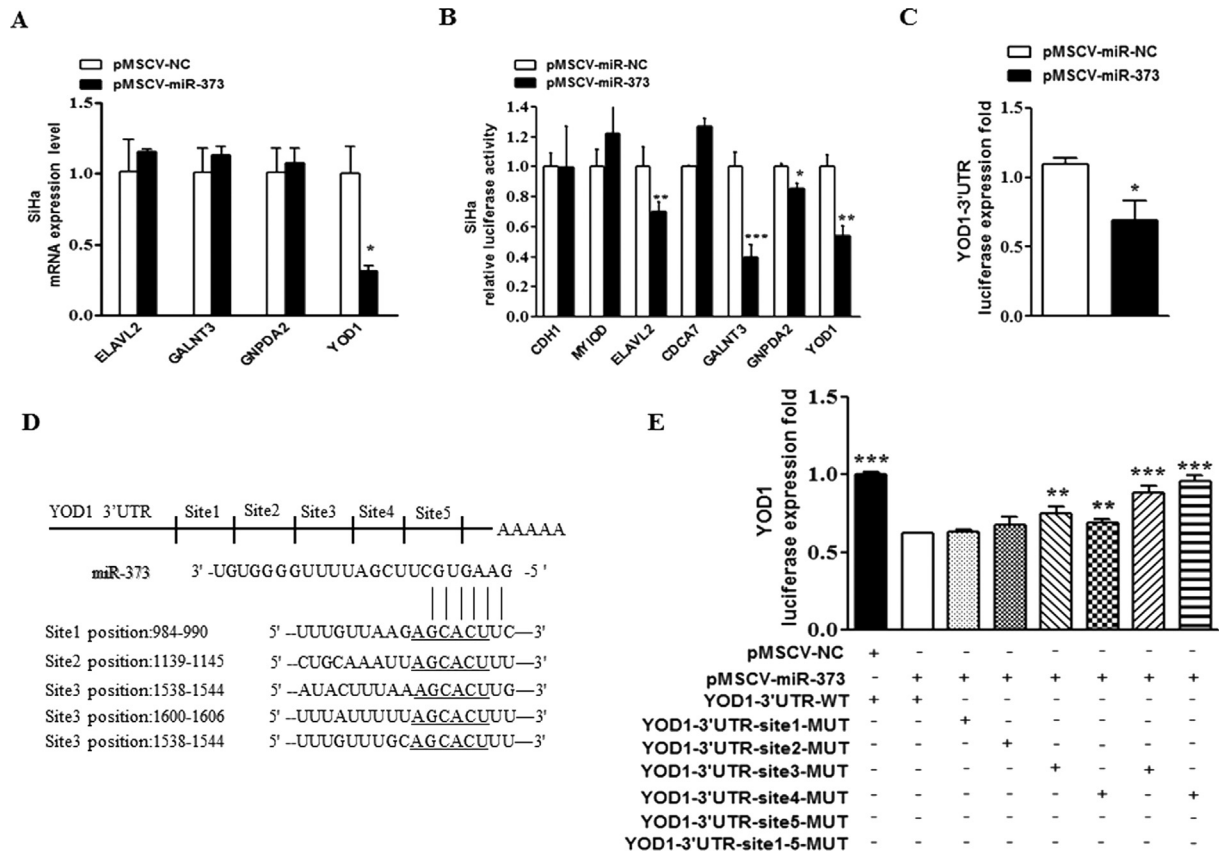 A
pMSCV-NC
pMSCV-miR-373
SiHa
mRNA expression level
1.5
1.0
0.5
0.0
*
ELAVL2
GALNT3
GNPDA2
YOD1
B
pMSCV-miR-NC
pMSCV-miR-373
SiHa
relative luciferase activity
1.4
1.2
1.0
0.8
0.6
0.4
0.2
0.0
**
***
*
**
CDH1
MYIOD
ELAVL2
CDCA7
GALNT3
GNPDA2
YOD1
C
pMSCV-miR-NC
pMSCV-miR-373
YOD1-3'UTR
luciferase expression fold
1.5
1.0
0.5
0.0
*
D
YOD1 3'UTR Site1 Site2 Site3 Site4 Site5 AAAAA
miR-373 3' -UGUGGGGUUUUAGCUUCGUGAAG -5 '
Site1 position:984-990 5' --UUUGUUAAGAGCACUUC—3'
Site2 position:1139-1145 5' --CUGCAAAUUAGCACUUU—3'
Site3 position:1538-1544 5' --AUACUUUAAAGCACUUG—3'
Site3 position:1600-1606 5' --UUUAUUUUUAGCACUUU—3'
Site3 position:1538-1544 5' --UUUGUUUGCAGCACUUU—3'
E
YOD1
luciferase expression fold
1.5
1.0
0.5
0.0
*** ** ** *** ***
pMSCV-NC + - - - - - - -
pMSCV-miR-373 - + + + + + + +
YOD1-3'UTR-WT + + - - - - - -
YOD1-3'UTR-site1-MUT - - + - - - - -
YOD1-3'UTR-site2-MUT - - - + - - - -
YOD1-3'UTR-site3-MUT - - - - + - + -
YOD1-3'UTR-site4-MUT - - - - - + - +
YOD1-3'UTR-site5-MUT - - - - - - - -
YOD1-3'UTR-site1-5-MUT - - - - - - - -